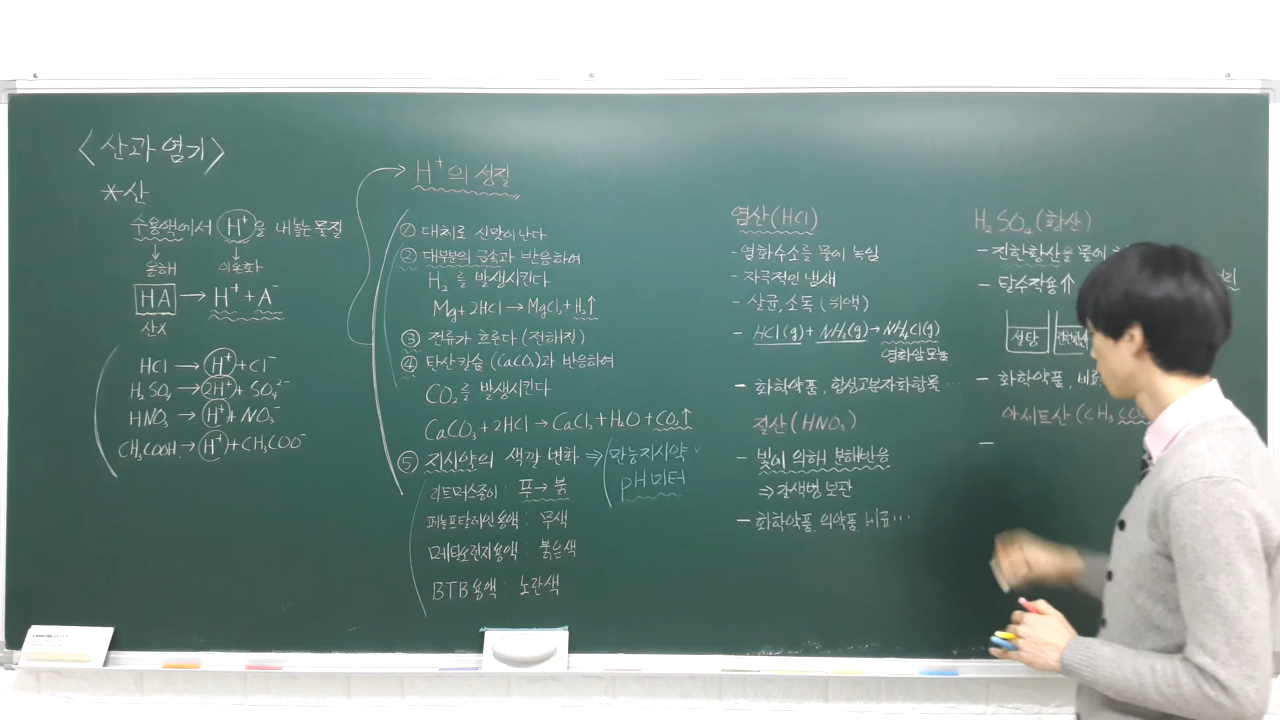 <산과 염기>
*산
수용액에서 H⁺을 내놓는 물질
↓ ↓
용해 이온화
HA → H⁺ + A⁻
산X
HCl → H⁺ + Cl⁻
H₂SO₄ → 2H⁺ + SO₄²⁻
HNO₃ → H⁺ + NO₃⁻
CH₃COOH → H⁺ + CH₃COO⁻
H⁺의 성질
① 대체로 신맛이 난다
② 대부분의 금속과 반응하여
H₂를 발생시킨다
Mg + 2HCl → MgCl₂ + H₂↑
③ 전류가 흐른다 (전해질)
④ 탄산칼슘 (CaCO₃)과 반응하여
CO₂를 발생시킨다
CaCO₃ + 2HCl → CaCl₂ + H₂O + CO₂↑
⑤ 지시약의 색깔 변화 ⇒ 만능지시약
pH미터
리트머스종이 : 푸 → 붉
페놀프탈레인용액 : 무색
메틸오렌지용액 : 붉은색
BTB용액 : 노란색
염산(HCl)
- 염화수소를 물에 녹임
- 자극적인 냄새
- 살균, 소독 (위액)
- HCl(g) + NH₃(g) → NH₄Cl(g)
염화암모늄
- 화학약품, 합성고분자화합물 …
질산(HNO₃)
- 빛에 의해 분해반응
⇒ 갈색병 보관
- 화학약품, 의약품, 비료…
H₂SO₄(황산)
- 진한황산을 물에
- 탈수작용↑
설탕
- 화학약품, 비료
아세트산 (CH₃CO
-